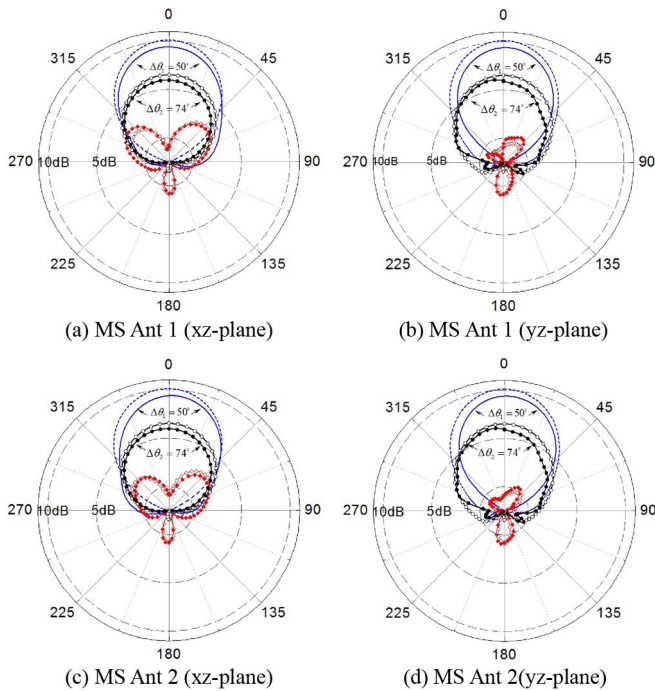 0 0
315 45 315 45
Δθ₁ = 50° Δθ₁ = 50°
Δθ₂ = 74° Δθ₂ = 74°
270 10dB 5dB 90 270 10dB 5dB 90
225 135 225 135
180 180
(a) MS Ant 1 (xz-plane) (b) MS Ant 1 (yz-plane)
0 0
315 45 315 45
Δθ₁ = 50° Δθ₁ = 50°
Δθ₂ = 74° Δθ₂ = 74°
270 10dB 5dB 90 270 10dB 5dB 90
225 135 225 135
180 180
(c) MS Ant 2 (xz-plane) (d) MS Ant 2(yz-plane)